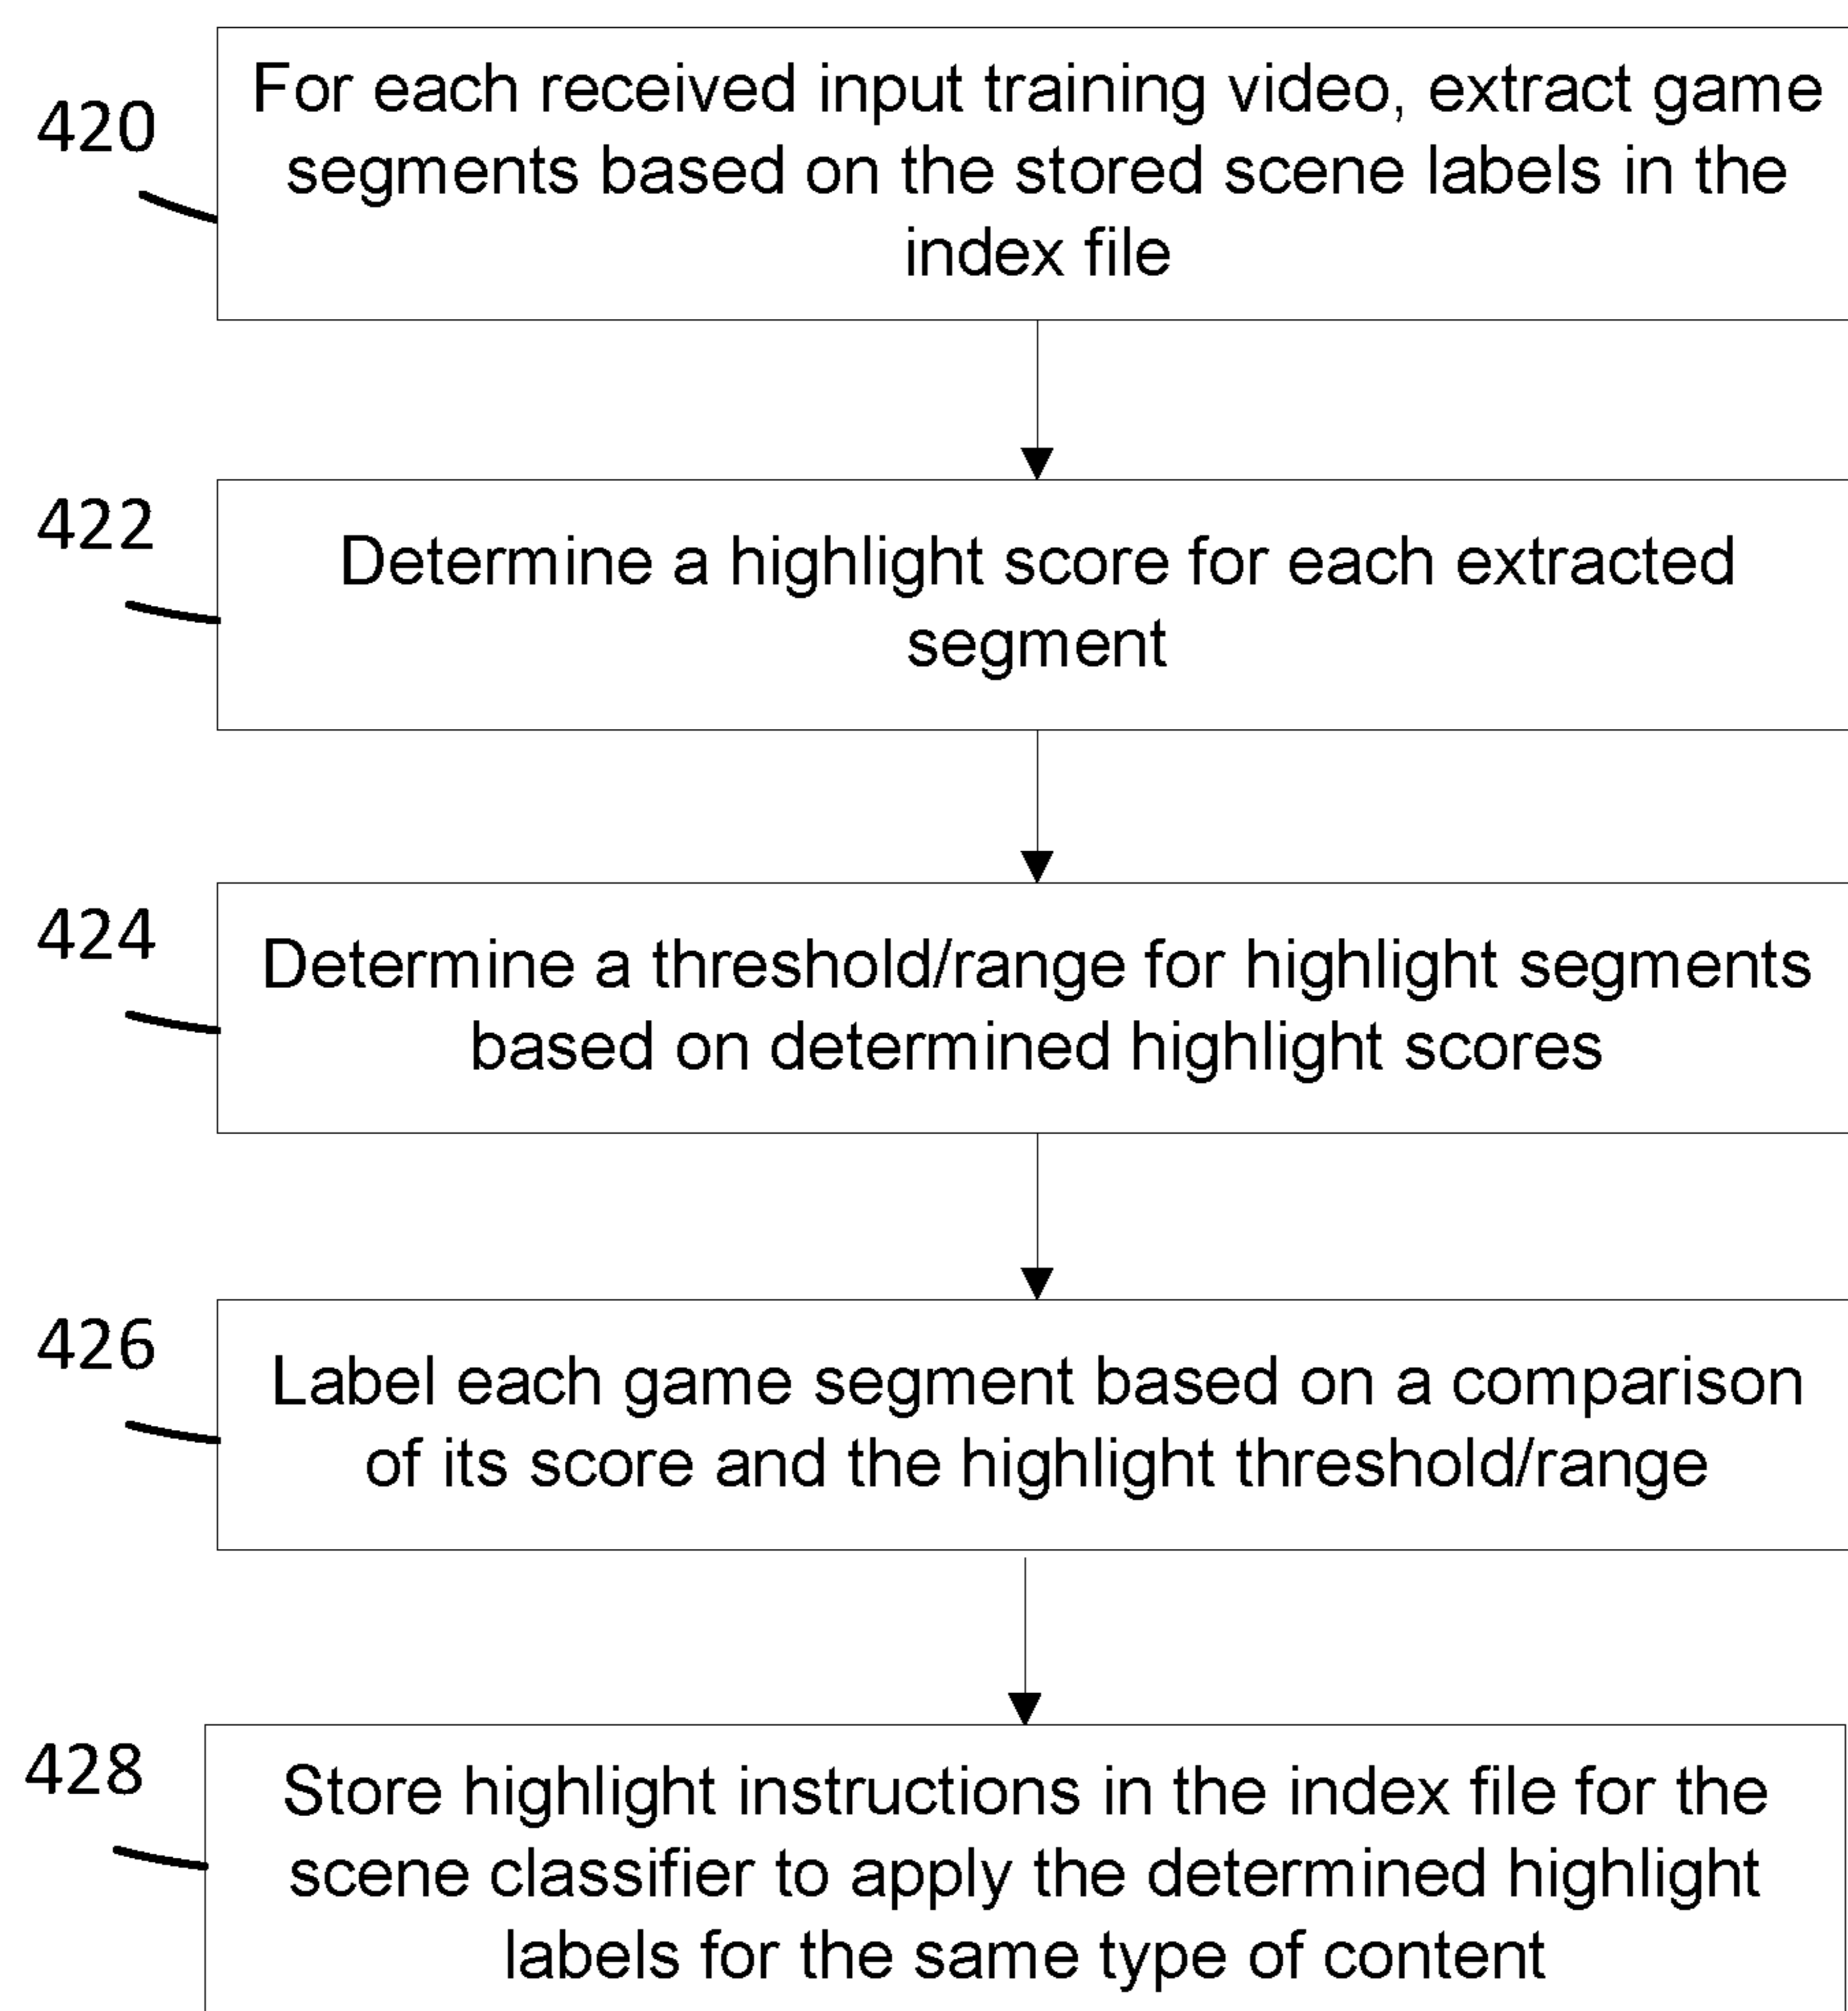 420
For each received input training video, extract game
segments based on the stored scene labels in the
index file
422
Determine a highlight score for each extracted
segment
424
Determine a threshold/range for highlight segments
based on determined highlight scores
426
Label each game segment based on a comparison
of its score and the highlight threshold/range
428
Store highlight instructions in the index file for the
scene classifier to apply the determined highlight
labels for the same type of content